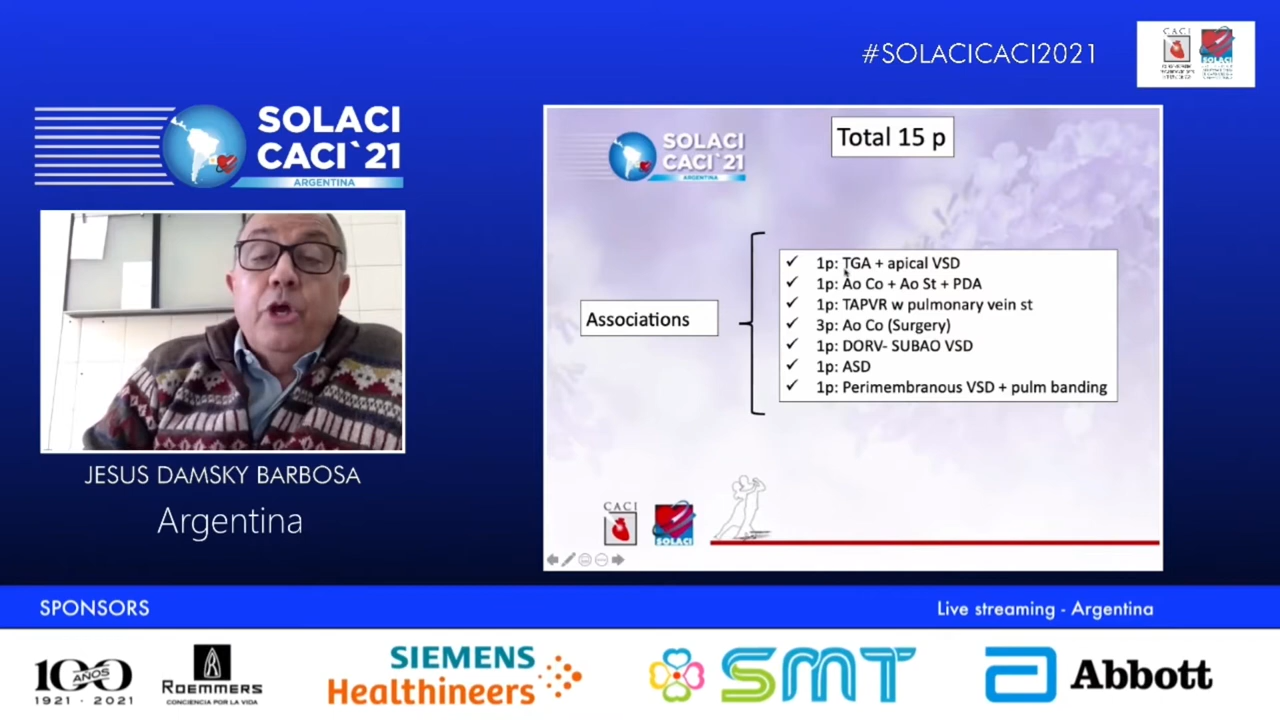 #SOLACICACI2021
CACI
SOLACI
SOLACI
CACI`21
ARGENTINA
JESUS DAMSKY BARBOSA
Argentina
SOLACI
CACI`21
ARGENTINA
Total 15 p
Associations
✓ 1p: TGA + apical VSD
✓ 1p: Ao Co + Ao St + PDA
✓ 1p: TAPVR w pulmonary vein st
✓ 3p: Ao Co (Surgery)
✓ 1p: DORV- SUBAO VSD
✓ 1p: ASD
✓ 1p: Perimembranous VSD + pulm banding
CACI
SOLACI
SPONSORS
Live streaming - Argentina
100
AÑOS
1921 - 2021
ROEMMERS
CONCIENCIA POR LA VIDA
SIEMENS
Healthineers
SMT
Abbott